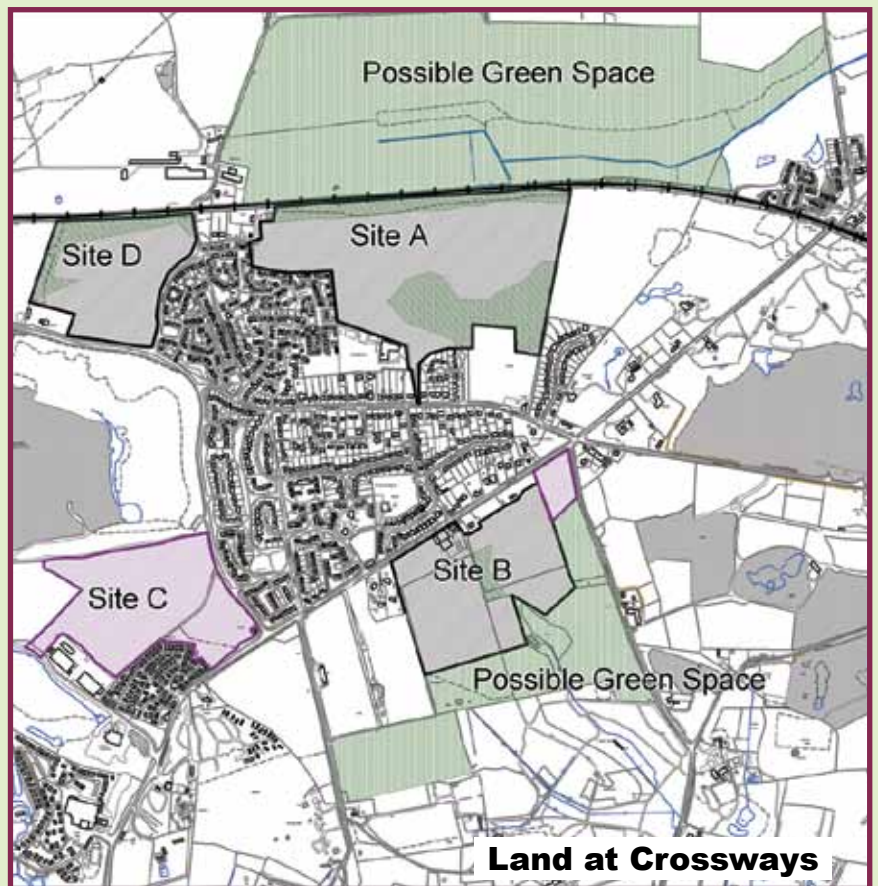 Possible Green Space
Site A
Site D
Site B
Site C
Possible Green Space
Land at Crossways